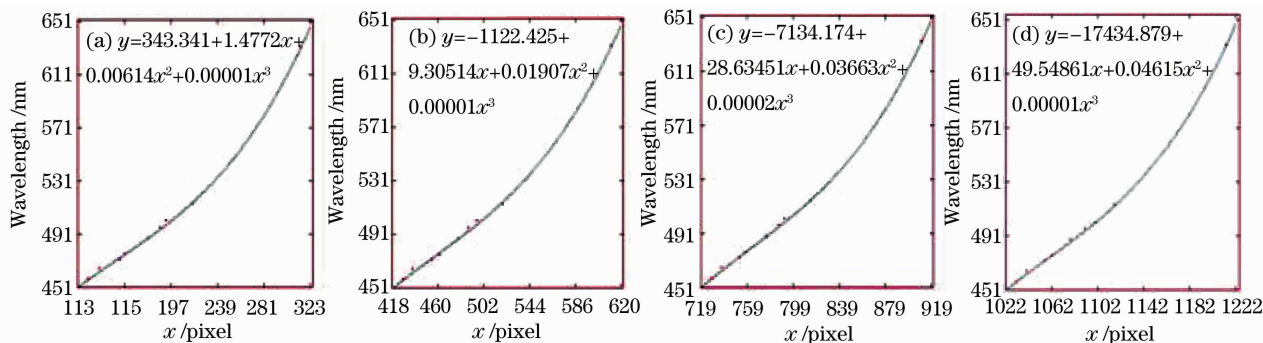 Wavelength /nm
651
611
571
531
491
451
(a) y=343.341+1.4772x+
0.00614x²+0.00001x³
113 115 197 239 281 323
x /pixel
Wavelength /nm
651
611
571
531
491
451
(b) y=−1122.425+
9.30514x+0.01907x²+
0.00001x³
418 460 502 544 586 620
x /pixel
Wavelength /nm
651
611
571
531
491
451
(c) y=−7134.174+
28.63451x+0.03663x²+
0.00002x³
719 759 799 839 879 919
x /pixel
Wavelength /nm
651
611
571
531
491
451
(d) y=−17434.879+
49.54861x+0.04615x²+
0.00001x³
1022 1062 1102 1142 1182 1222
x /pixel